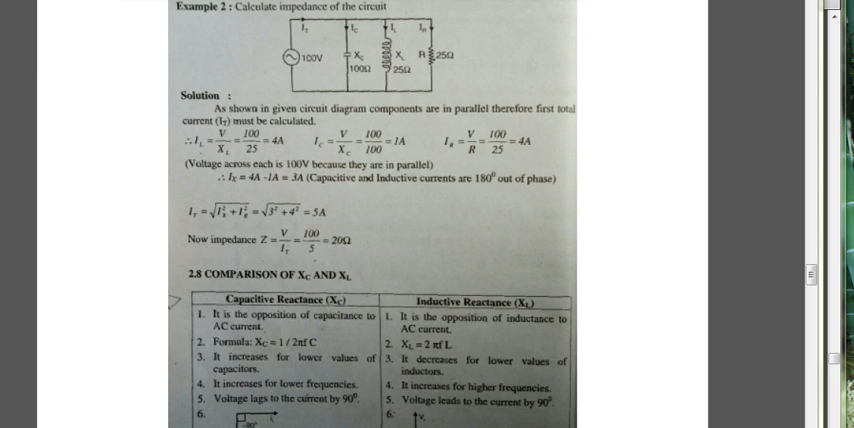 Example 2 : Calculate impedance of the circuit
I_T I_C I_L I_R
100V X_C 100Ω X_L 25Ω R 25Ω
Solution :
As shown in given circuit diagram components are in parallel therefore first total
current (I_T) must be calculated.
∴ I_L = V/X_L = 100/25 = 4A I_C = V/X_C = 100/100 = 1A I_R = V/R = 100/25 = 4A
(Voltage across each is 100V because they are in parallel)
∴ I_X = 4A -1A = 3A (Capacitive and Inductive currents are 180⁰ out of phase)
I_T = √(I_X² + I_R²) = √(3² + 4²) = 5A
Now impedance Z = V/I_T = 100/5 = 20Ω
2.8 COMPARISON OF X_C AND X_L
Capacitive Reactance (X_C) Inductive Reactance (X_L)
1. It is the opposition of capacitance to AC current.
1. It is the opposition of inductance to AC current.
2. Formula: X_C = 1 / 2πf C
2. X_L = 2 πf L
3. It increases for lower values of capacitors.
3. It decreases for lower values of inductors.
4. It increases for lower frequencies.
4. It increases for higher frequencies.
5. Voltage lags to the current by 90⁰.
5. Voltage leads to the current by 90⁰.
6. 90⁰
6. V